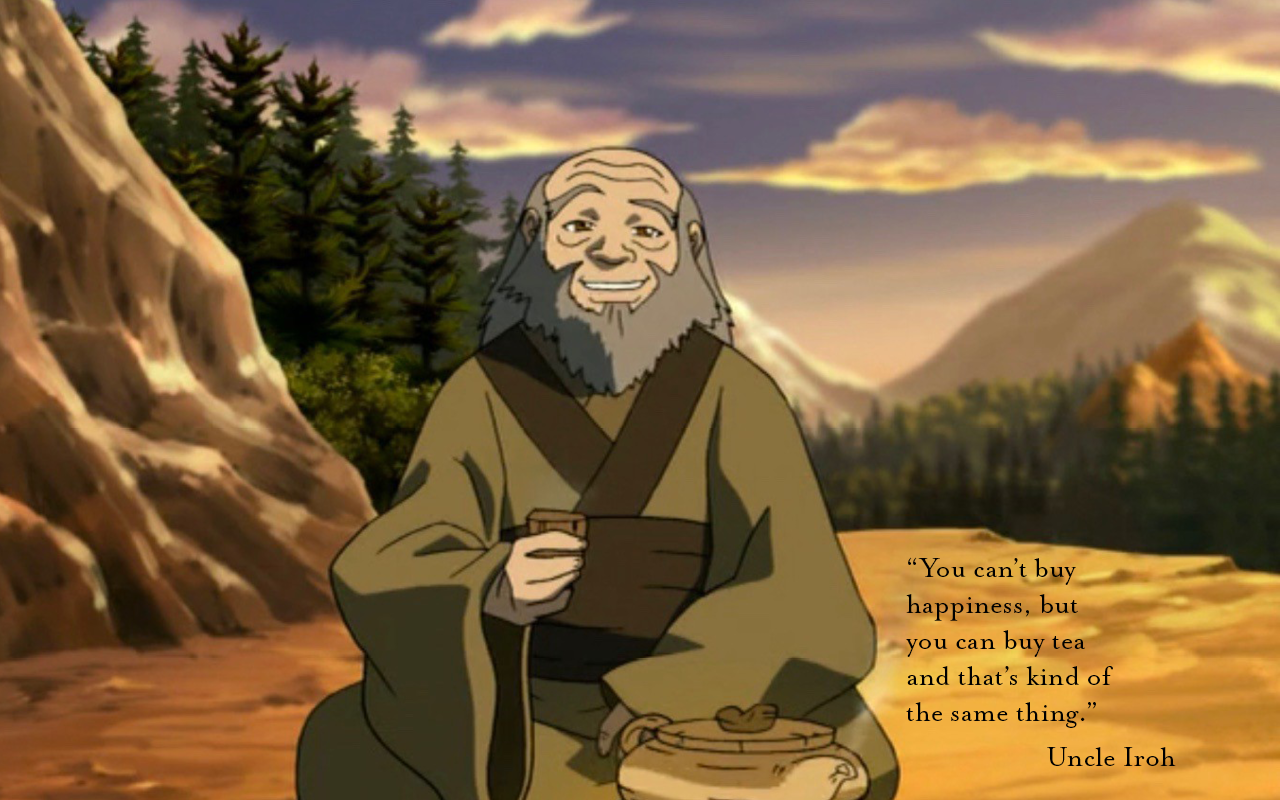 “You can’t buy
happiness, but
you can buy tea
and that’s kind of
the same thing.”
Uncle Iroh